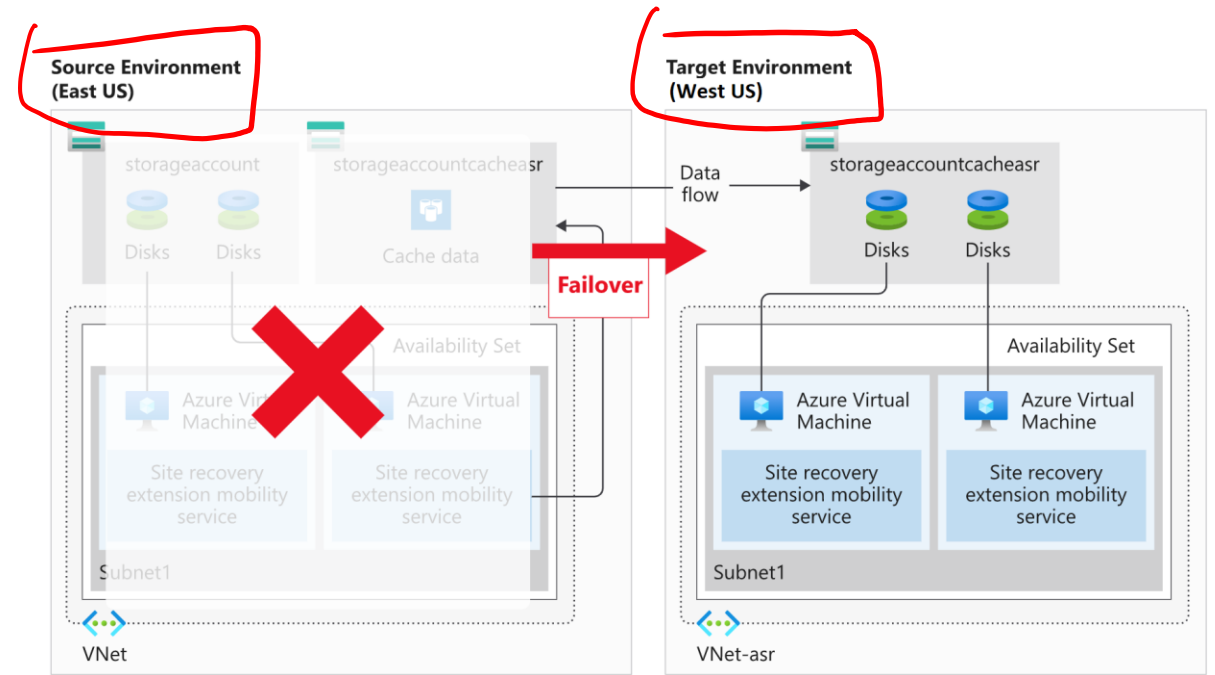 Source Environment
(East US)
storageaccount
storageaccountcacheasr
Disks
Disks
Cache data
Availability Set
Azure Virtual
Machine
Azure Virtual
Machine
Site recovery
extension mobility
service
Site recovery
extension mobility
service
Subnet1
VNet
Data
flow
Failover
Target Environment
(West US)
storageaccountcacheasr
Disks
Disks
Availability Set
Azure Virtual
Machine
Azure Virtual
Machine
Site recovery
extension mobility
service
Site recovery
extension mobility
service
Subnet1
VNet-asr